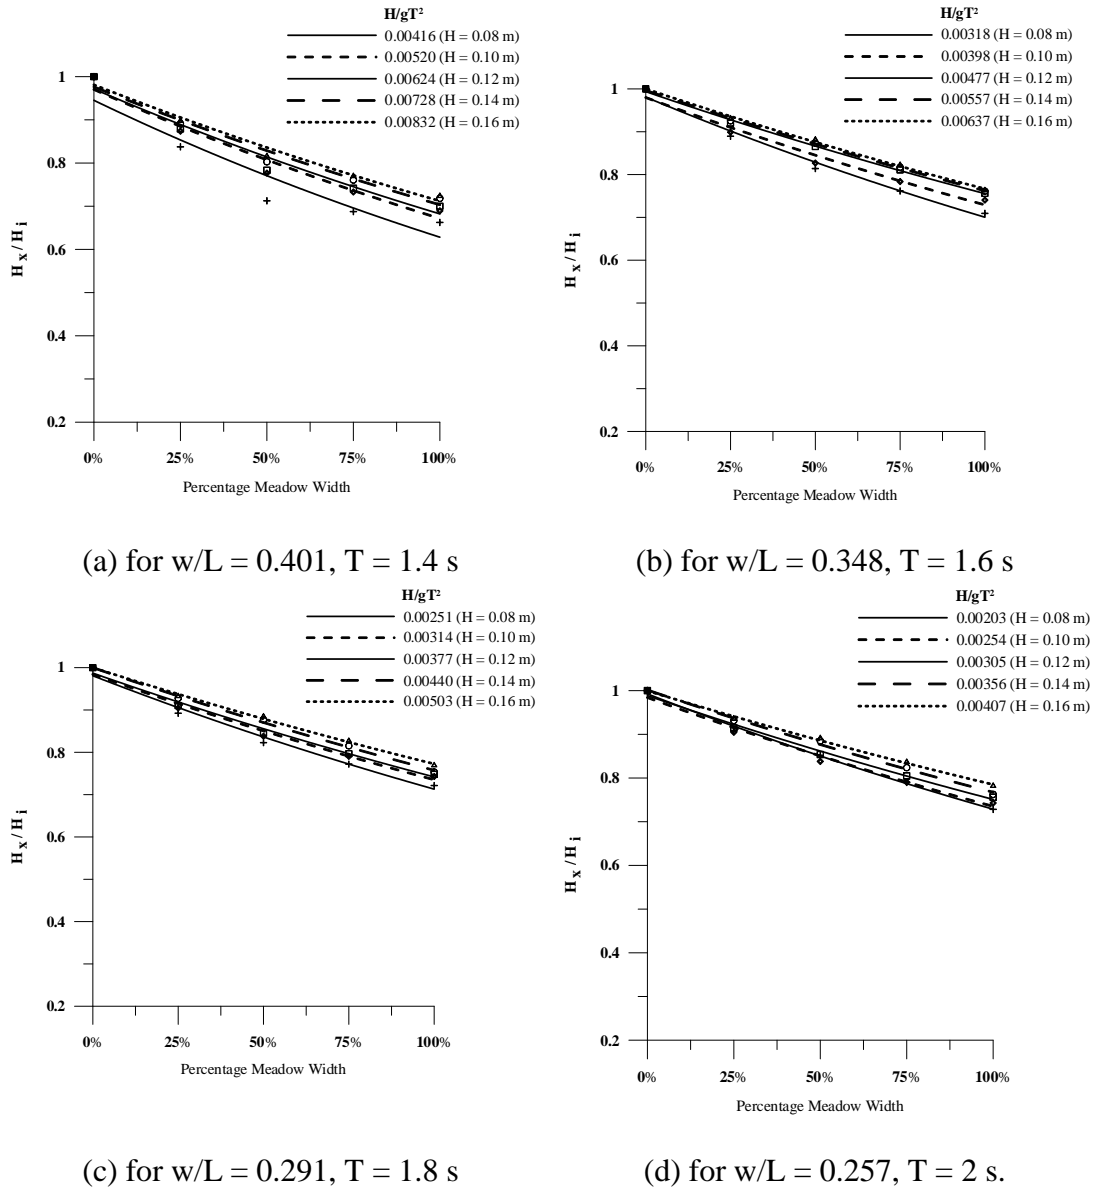 H/gT²
0.00416 (H = 0.08 m)
0.00520 (H = 0.10 m)
0.00624 (H = 0.12 m)
0.00728 (H = 0.14 m)
0.00832 (H = 0.16 m)
1
0.8
0.6
0.4
0.2
H x / H i
0% 25% 50% 75% 100%
Percentage Meadow Width
(a) for w/L = 0.401, T = 1.4 s
H/gT²
0.00318 (H = 0.08 m)
0.00398 (H = 0.10 m)
0.00477 (H = 0.12 m)
0.00557 (H = 0.14 m)
0.00637 (H = 0.16 m)
1
0.8
0.6
0.4
0.2
H x / H i
0% 25% 50% 75% 100%
Percentage Meadow Width
(b) for w/L = 0.348, T = 1.6 s
H/gT²
0.00251 (H = 0.08 m)
0.00314 (H = 0.10 m)
0.00377 (H = 0.12 m)
0.00440 (H = 0.14 m)
0.00503 (H = 0.16 m)
1
0.8
0.6
0.4
0.2
H x / H i
0% 25% 50% 75% 100%
Percentage Meadow Width
(c) for w/L = 0.291, T = 1.8 s
H/gT²
0.00203 (H = 0.08 m)
0.00254 (H = 0.10 m)
0.00305 (H = 0.12 m)
0.00356 (H = 0.14 m)
0.00407 (H = 0.16 m)
1
0.8
0.6
0.4
0.2
H x / H i
0% 25% 50% 75% 100%
Percentage Meadow Width
(d) for w/L = 0.257, T = 2 s.